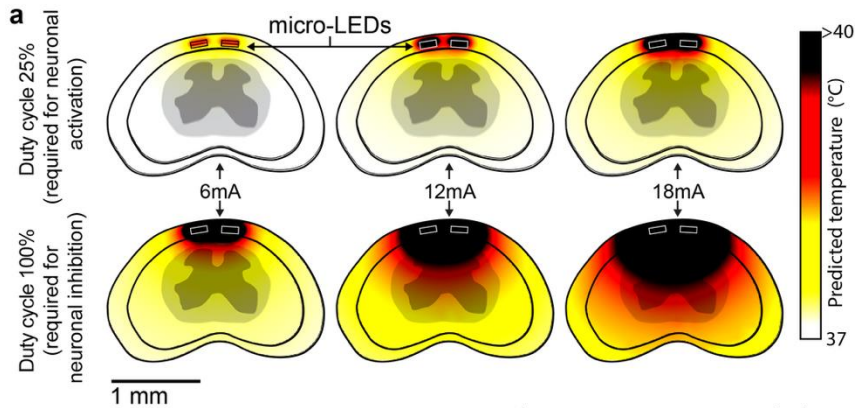 a
micro-LEDs
Duty cycle 25%
(required for neuronal
activation)
6mA
12mA
18mA
Duty cycle 100%
(required for
neuronal inhibition)
1 mm
>40
Predicted temperature (°C)
37